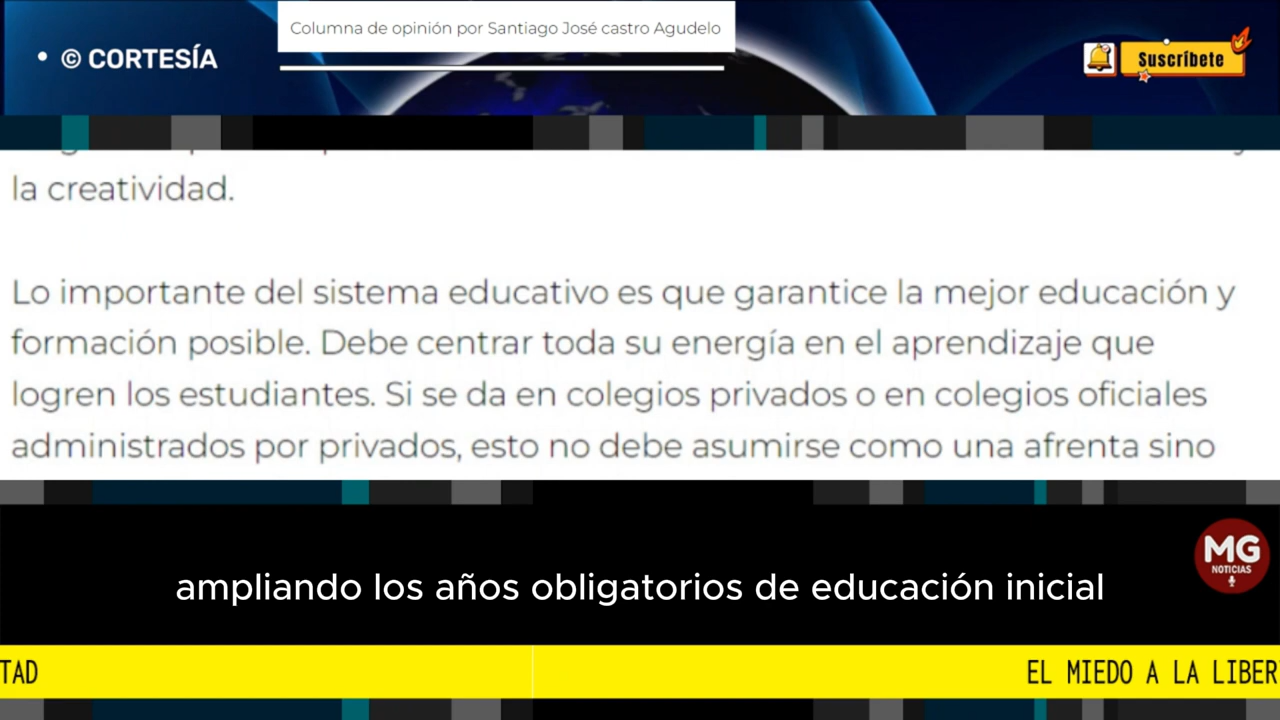 Columna de opinión por Santiago José castro Agudelo
• © CORTESÍA
Suscríbete
la creatividad.
Lo importante del sistema educativo es que garantice la mejor educación y
formación posible. Debe centrar toda su energía en el aprendizaje que
logren los estudiantes. Si se da en colegios privados o en colegios oficiales
administrados por privados, esto no debe asumirse como una afrenta sino
MG
NOTICIAS
ampliando los años obligatorios de educación inicial
TAD
EL MIEDO A LA LIBER